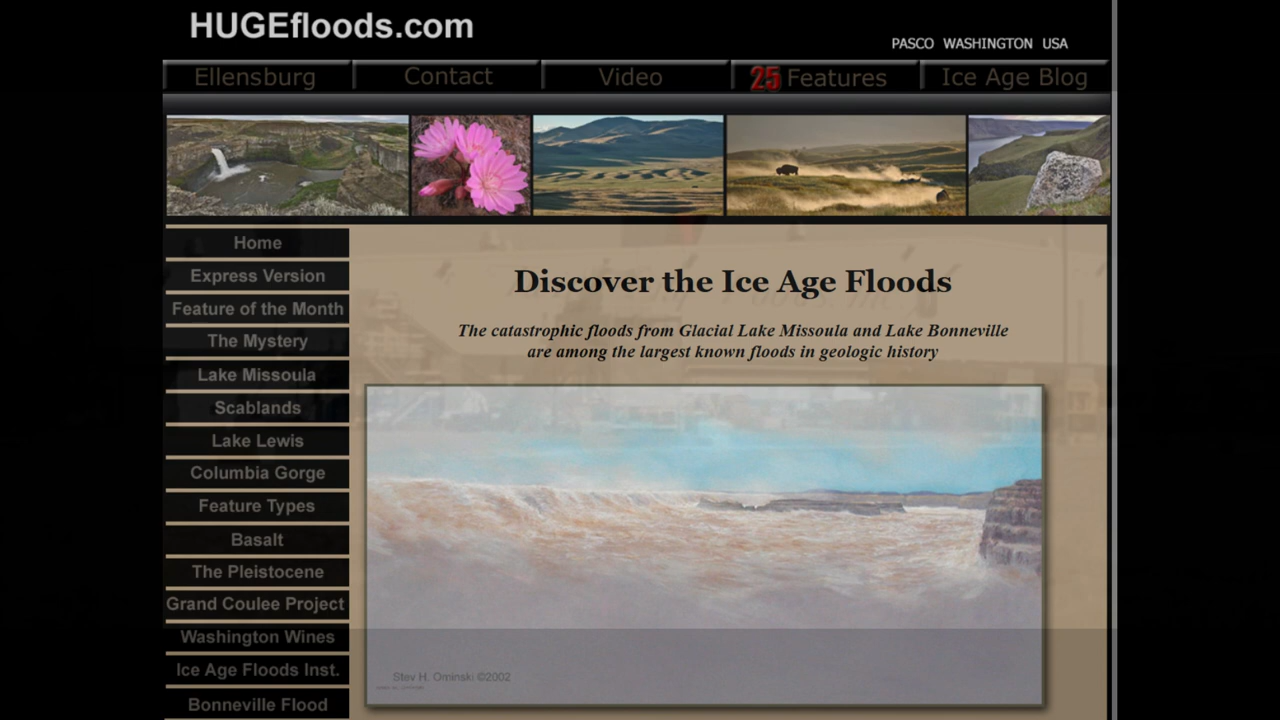 HUGEfloods.com
PASCO WASHINGTON USA
Ellensburg
Contact
Video
25 Features
Ice Age Blog
Home
Express Version
Feature of the Month
The Mystery
Lake Missoula
Scablands
Lake Lewis
Columbia Gorge
Feature Types
Basalt
The Pleistocene
Grand Coulee Project
Washington Wines
Ice Age Floods Inst.
Bonneville Flood
Discover the Ice Age Floods
The catastrophic floods from Glacial Lake Missoula and Lake Bonneville
are among the largest known floods in geologic history
Stev H. Ominski ©2002